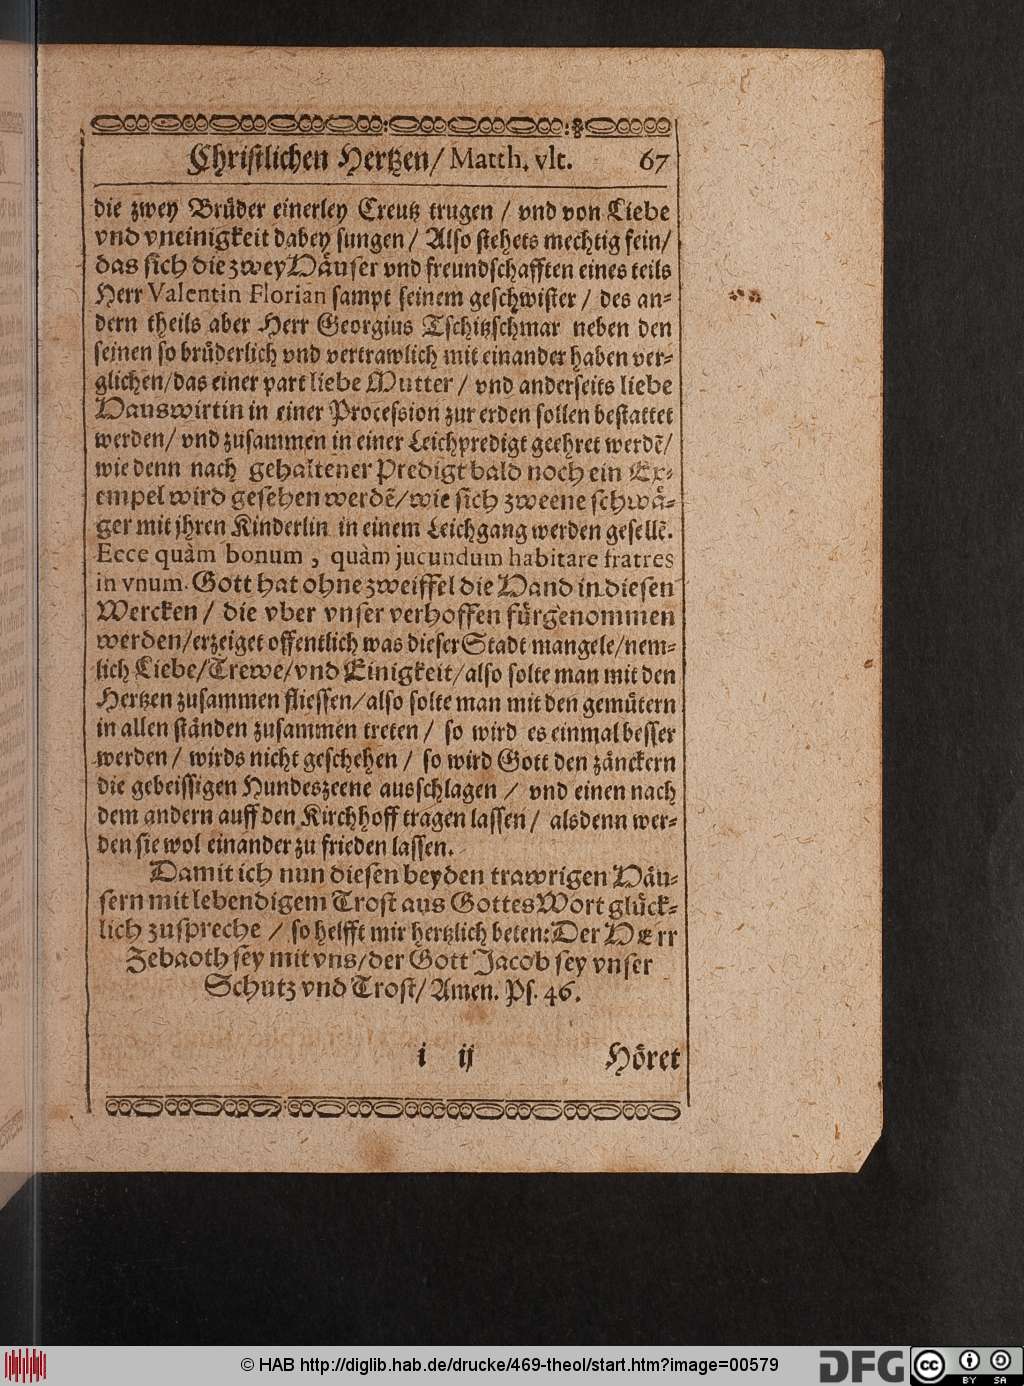 Christlichen Hertzen / Matth. vlt. 67
die zwey Brüder einerley Creutz trugen / vnd von Liebe
vnd vneinigkeit dabey sungen / Also stehets mechtig fein /
das sich die zwey Häuser vnd freundschafften eines teils
Herr Valentin Florian sampt seinem geschwister / des an-
dern theils aber Herr Georgius Tschitzschmar neben den
seinen so brüderlich vnd vertrawlich mit einander haben ver-
glichen / das einer part liebe Mutter / vnd anderseits liebe
Hauswirtin in einer Procession zur erden sollen bestattet
werden / vnd zusammen in einer Leichpredigt geehret werdẽ /
wie denn nach gehaltener Predigt bald noch ein Ex-
empel wird gesehen werdẽ / wie sich zweene schwä-
ger mit jhren Kinderlin in einem Leichgang werden gesellẽ.
Ecce quàm bonum, quàm jucundum habitare fratres
in vnum. Gott hat ohne zweiffel die Hand in diesen
Wercken / die vber vnser verhoffen fürgenommen
werden / erzeiget offentlich was dieser Stadt mangele / nem-
lich Liebe / Trewe / vnd Einigkeit / also solte man mit den
Hertzen zusammen fliessen / also solte man mit den gemütern
in allen ständen zusammen treten / so wird es einmal besser
werden / wirds nicht geschehen / so wird Gott den zänckern
die gebeissigen Hundeszeene ausschlagen / vnd einen nach
dem andern auff den Kirchhoff tragen lassen / alsdenn wer-
den sie wol einander zu frieden lassen.
Damit ich nun diesen beyden trawrigen Häu-
sern mit lebendigem Trost aus Gottes Wort glück-
lich zuspreche / so helfft mir hertzlich beten: Der HErr
Zebaoth sey mit vns / der Gott Jacob sey vnser
Schutz vnd Trost / Amen. Ps. 46.
i ij Höret
© HAB http://diglib.hab.de/drucke/469-theol/start.htm?image=00579 DFG cc BY SA